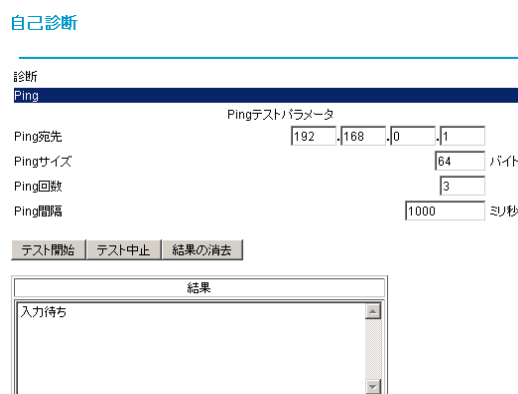 自己診断
診断
Ping
Pingテストパラメータ
Ping宛先 192 .168 .0 .1
Pingサイズ 64 バイト
Ping回数 3
Ping間隔 1000 ミリ秒
テスト開始 テスト中止 結果の消去
結果
入力待ち